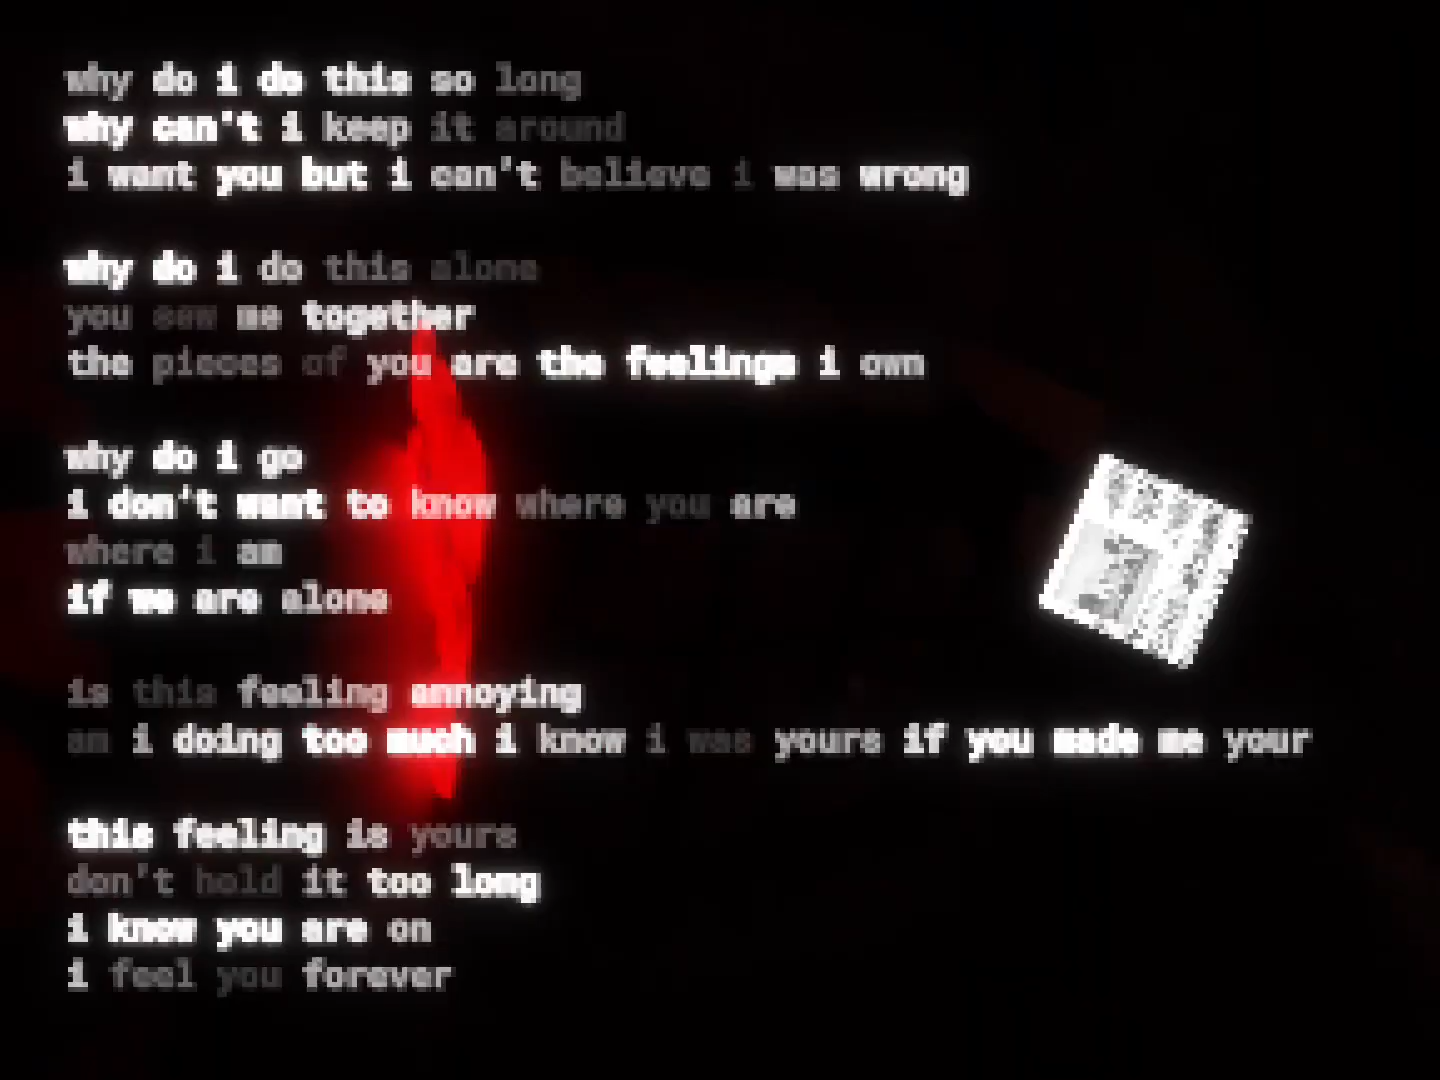 why do i do this so long
why can't i keep it around
i want you but i can't believe i was wrong
why do i do this alone
you sew me together
the pieces of you are the feelings i own
why do i go
i don't want to know where you are
where i am
if we are alone
is this feeling annoying
am i doing too much i know i was yours if you made me your
this feeling is yours
don't hold it too long
i know you are on
i feel you forever